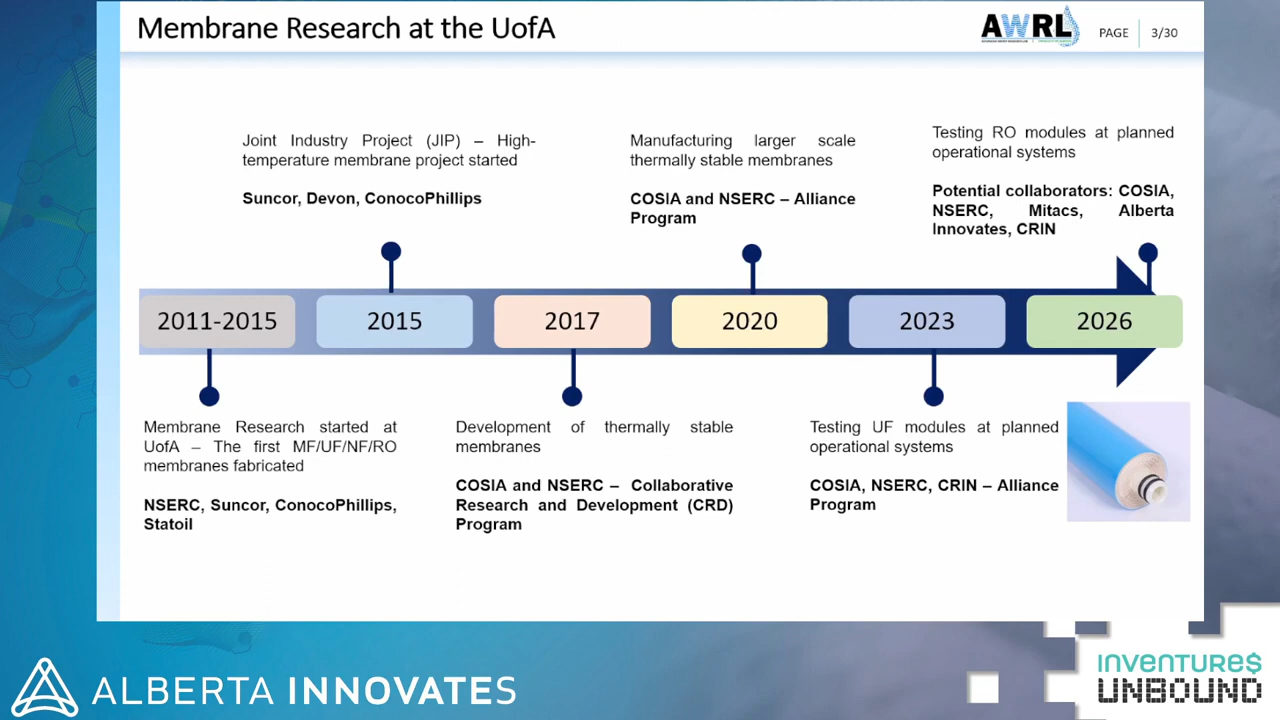 Membrane Research at the UofA
AWRL
PAGE
3/30
Joint Industry Project (JIP) – High-
temperature membrane project started
Suncor, Devon, ConocoPhillips
Manufacturing larger scale
thermally stable membranes
COSIA and NSERC – Alliance
Program
Testing RO modules at planned
operational systems
Potential collaborators: COSIA,
NSERC, Mitacs, Alberta
Innovates, CRIN
2011-2015
2015
2017
2020
2023
2026
Membrane Research started at
UofA – The first MF/UF/NF/RO
membranes fabricated
NSERC, Suncor, ConocoPhillips,
Statoil
Development of thermally stable
membranes
COSIA and NSERC – Collaborative
Research and Development (CRD)
Program
Testing UF modules at planned
operational systems
COSIA, NSERC, CRIN – Alliance
Program
ALBERTA INNOVATES
INVENTURE$
UNBOUND